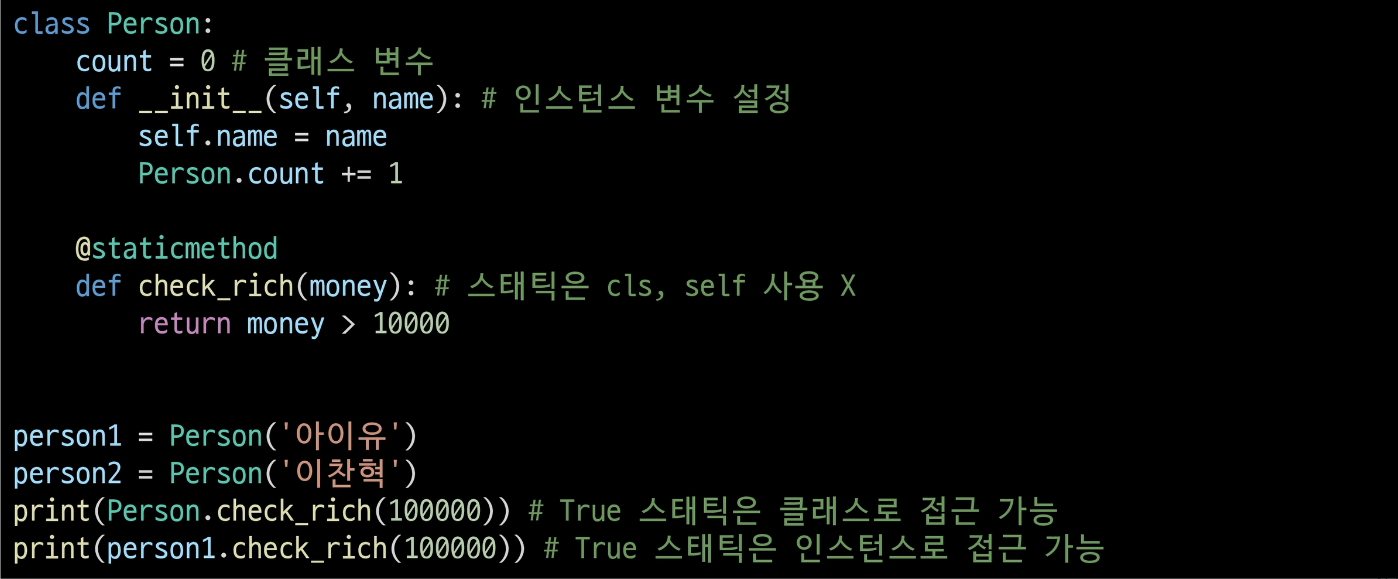 class Person:
    count = 0 # 클래스 변수
    def __init__(self, name): # 인스턴스 변수 설정
        self.name = name
        Person.count += 1
    @staticmethod
    def check_rich(money): # 스태틱은 cls, self 사용 X
        return money > 10000
person1 = Person('아이유')
person2 = Person('이찬혁')
print(Person.check_rich(100000)) # True 스태틱은 클래스로 접근 가능
print(person1.check_rich(100000)) # True 스태틱은 인스턴스로 접근 가능